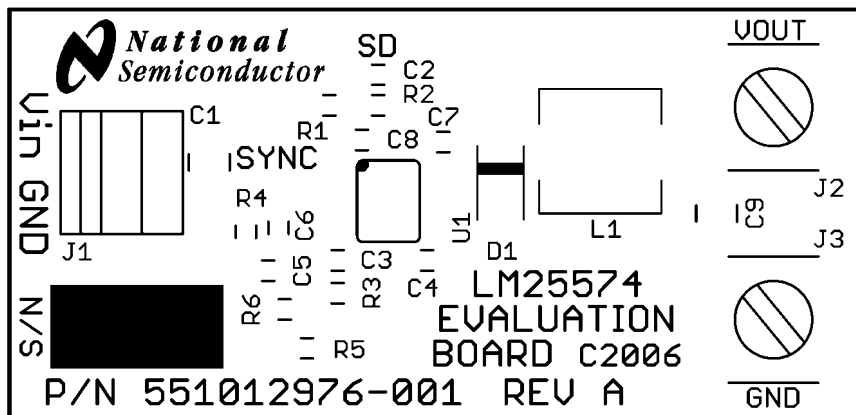 National
Semiconductor
SD
VOUT
C2
R2
Vin GND
C1
R1
C7
C8
SYNC
J2
R4
C6
U1
L1
C9
J3
J1
D1
C5
C3
R3
C4
LM25574
EVALUATION
BOARD C2006
N/S
R6
R5
P/N 551012976-001 REV A
GND